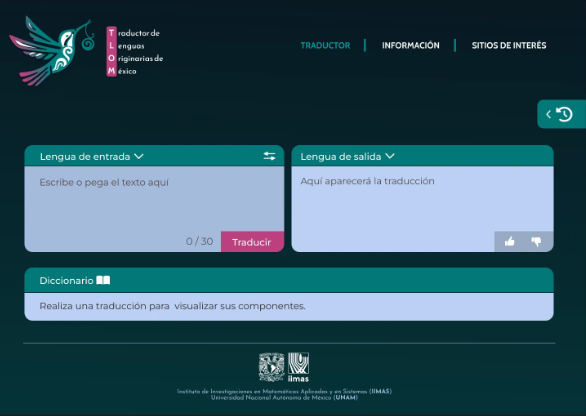 Traductor de
Lenguas
Originarias de
México
TRADUCTOR
INFORMACIÓN
SITIOS DE INTERÉS
Lengua de entrada
Escribe o pega el texto aquí
0 / 30
Traducir
Lengua de salida
Aquí aparecerá la traducción
Diccionario
Realiza una traducción para visualizar sus componentes.
iimas
Instituto de Investigaciones en Matemáticas Aplicadas y en Sistemas (IIMAS)
Universidad Nacional Autónoma de México (UNAM)